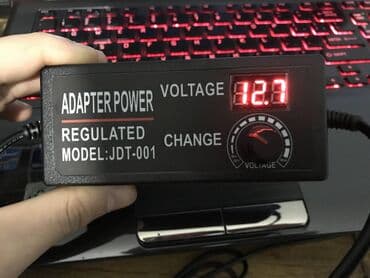 ADAPTER POWER
REGULATED
MODEL:JDT-001
VOLTAGE
12.7
CHANGE
VOLTAGE